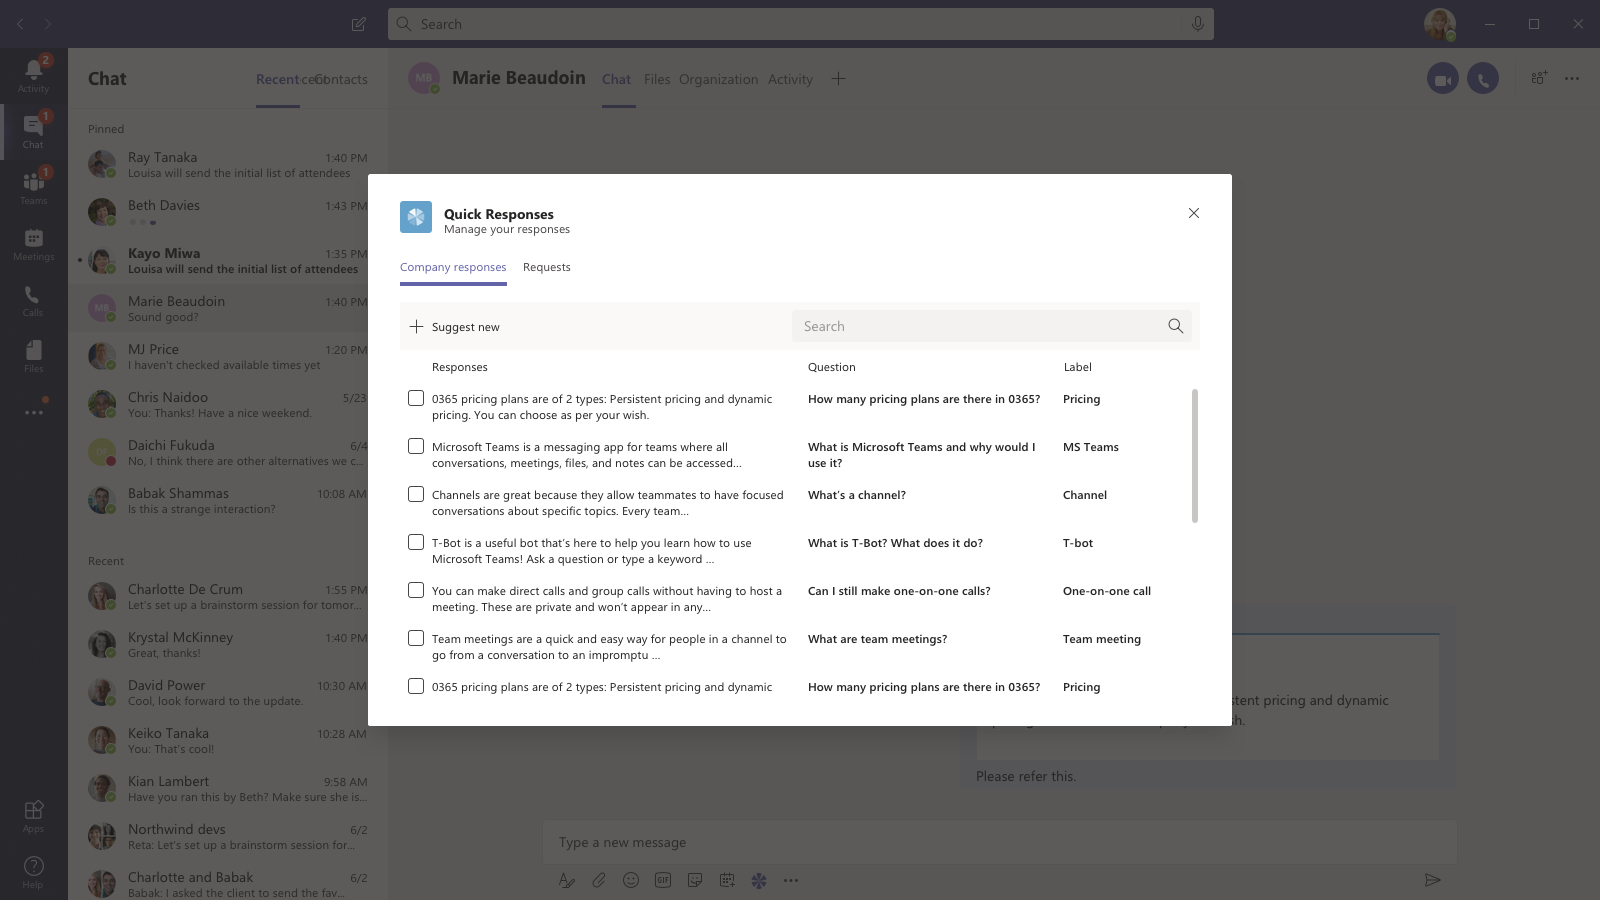 Search
2
Activity
1
Chat
1
Teams
Meetings
Calls
Files
Apps
Help
Chat
Recent
Contacts
Pinned
Ray Tanaka 1:40 PM
Louisa will send the initial list of attendees
Beth Davies 1:43 PM
Kayo Miwa 1:35 PM
Louisa will send the initial list of attendees
MB Marie Beaudoin 1:40 PM
Sound good?
MJ Price 1:20 PM
I haven't checked available times yet
Chris Naidoo 5/23
You: Thanks! Have a nice weekend.
DF Daichi Fukuda 6/4
No, I think there are other alternatives we c...
Babak Shammas 10:08 AM
Is this a strange interaction?
Recent
Charlotte De Crum 1:55 PM
Let's set up a brainstorm session for tomor...
Krystal McKinney 1:40 PM
Great, thanks!
David Power 10:30 AM
Cool, look forward to the update.
Keiko Tanaka 10:28 AM
You: That's cool!
Kian Lambert 9:58 AM
Have you ran this by Beth? Make sure she is...
Northwind devs 6/2
Reta: Let's set up a brainstorm session for...
Charlotte and Babak 6/2
Babak: I asked the client to send the fav...
MB Marie Beaudoin Chat Files Organization Activity
Quick Responses
Manage your responses
Company responses Requests
Suggest new Search
Responses Question Label
0365 pricing plans are of 2 types: Persistent pricing and dynamic How many pricing plans are there in 0365? Pricing
pricing. You can choose as per your wish.
Microsoft Teams is a messaging app for teams where all What is Microsoft Teams and why would I MS Teams
conversations, meetings, files, and notes can be accessed... use it?
Channels are great because they allow teammates to have focused What's a channel? Channel
conversations about specific topics. Every team...
T-Bot is a useful bot that's here to help you learn how to use What is T-Bot? What does it do? T-bot
Microsoft Teams! Ask a question or type a keyword ...
You can make direct calls and group calls without having to host a Can I still make one-on-one calls? One-on-one call
meeting. These are private and won't appear in any...
Team meetings are a quick and easy way for people in a channel to What are team meetings? Team meeting
go from a conversation to an impromptu ...
0365 pricing plans are of 2 types: Persistent pricing and dynamic How many pricing plans are there in 0365? Pricing
pricing and dynamic
Please refer this.
Type a new message
GIF